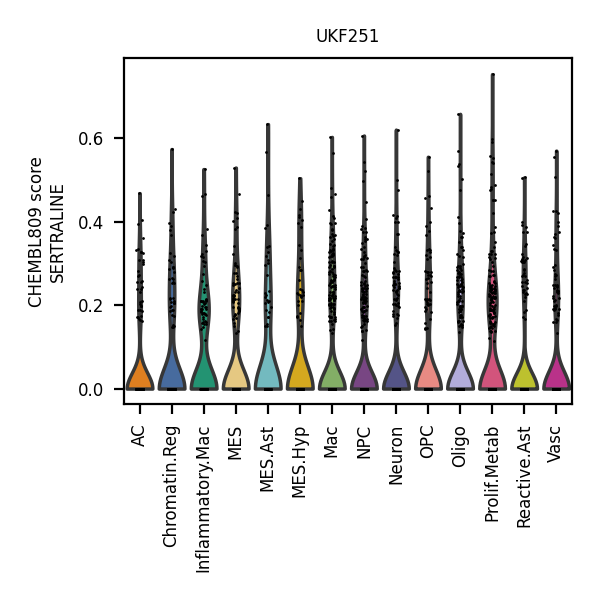 UKF251
CHEMBL809 score
SERTRALINE
0.6
0.4
0.2
0.0
AC
Chromatin.Reg
Inflammatory.Mac
MES
MES.Ast
MES.Hyp
Mac
NPC
Neuron
OPC
Oligo
Prolif.Metab
Reactive.Ast
Vasc